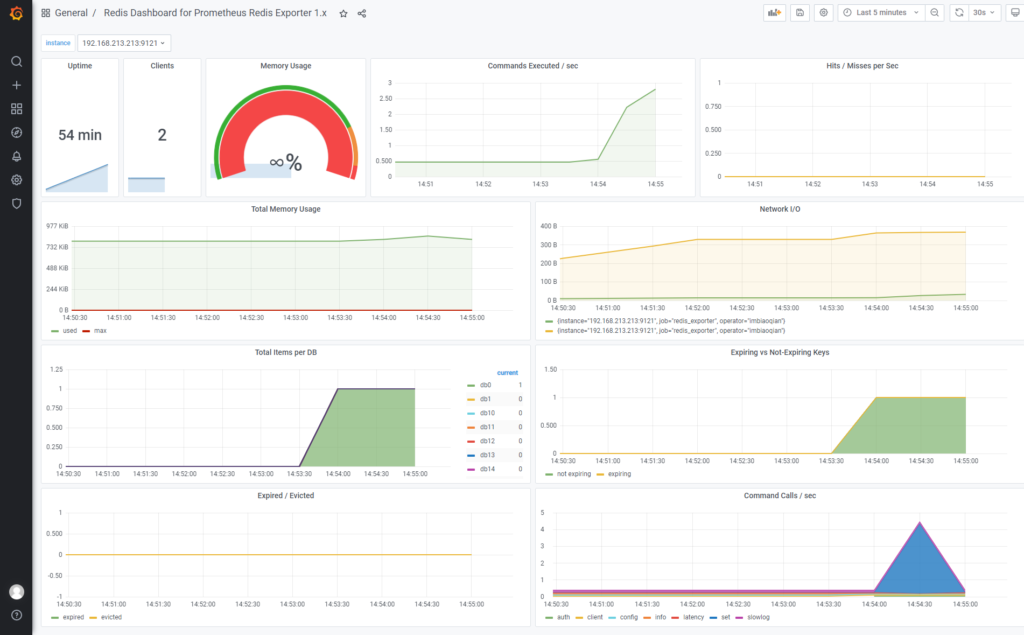 General / Redis Dashboard for Prometheus Redis Exporter 1.x
Last 5 minutes
30s
instance 192.168.213.213:9121
Uptime
54 min
Clients
2
Memory Usage
∞%
Commands Executed / sec
3
2.50
2
1.50
1
0.500
0
14:51 14:52 14:53 14:54 14:55
Hits / Misses per Sec
1
0.750
0.500
0.250
0
14:51 14:52 14:53 14:54 14:55
Total Memory Usage
977 KiB
732 KiB
488 KiB
244 KiB
0 B
14:50:30 14:51:00 14:51:30 14:52:00 14:52:30 14:53:00 14:53:30 14:54:00 14:54:30 14:55:00
used max
Network I/O
400 B
300 B
200 B
100 B
0 B
14:50:30 14:51:00 14:51:30 14:52:00 14:52:30 14:53:00 14:53:30 14:54:00 14:54:30 14:55:00
{instance="192.168.213.213:9121", job="redis_exporter", operator="imbiaoqian"}
{instance="192.168.213.213:9121", job="redis_exporter", operator="imbiaoqian"}
Total Items per DB
1.25
1
0.750
0.500
0.250
0
14:50:30 14:51:00 14:51:30 14:52:00 14:52:30 14:53:00 14:53:30 14:54:00 14:54:30 14:55:00
current
db0 1
db1 0
db10 0
db11 0
db12 0
db13 0
db14 0
Expiring vs Not-Expiring Keys
1.50
1
0.500
0
14:50:30 14:51:00 14:51:30 14:52:00 14:52:30 14:53:00 14:53:30 14:54:00 14:54:30 14:55:00
not expiring expiring
Expired / Evicted
1
0.500
0
-0.50
-1
14:50:30 14:51:00 14:51:30 14:52:00 14:52:30 14:53:00 14:53:30 14:54:00 14:54:30 14:55:00
expired evicted
Command Calls / sec
5
4
3
2
1
0
14:50:30 14:51:00 14:51:30 14:52:00 14:52:30 14:53:00 14:53:30 14:54:00 14:54:30 14:55:00
auth client config info latency set slowlog